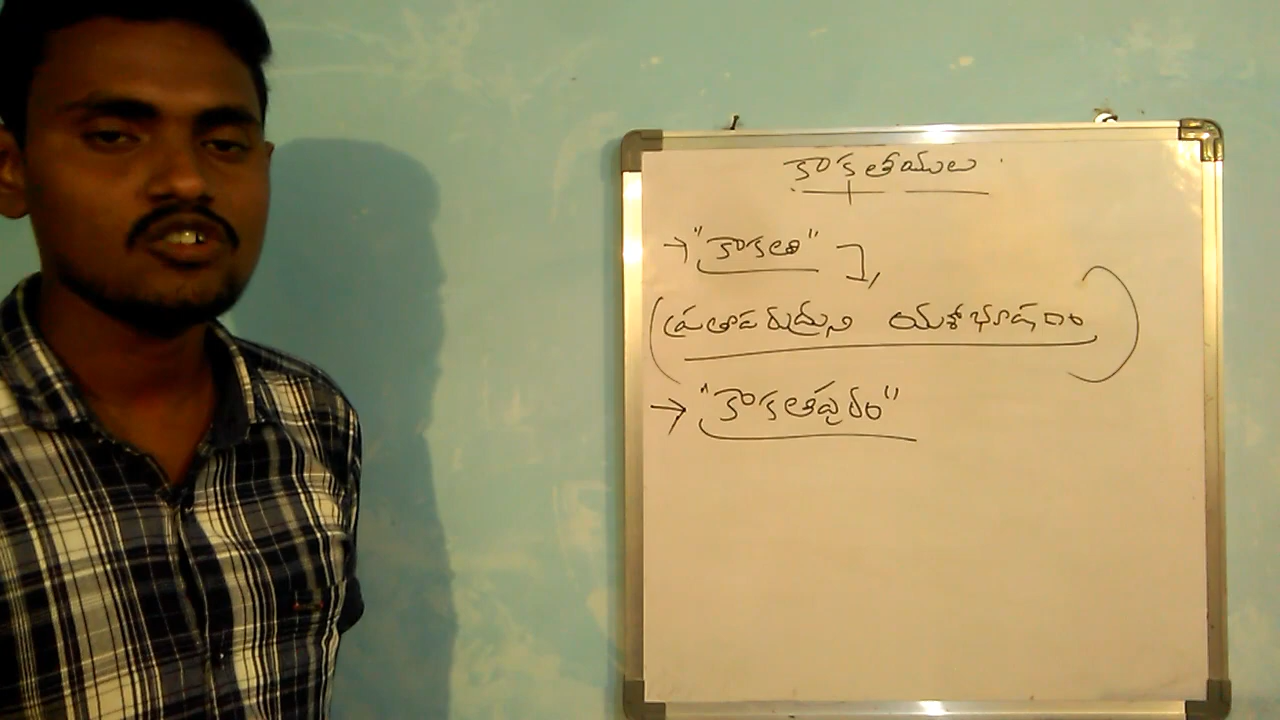 కాకతీయులు
→ "కాకతి"
(ప్రతాపరుద్రుని యశోభూషణం)
→ "కాకతిపురం"